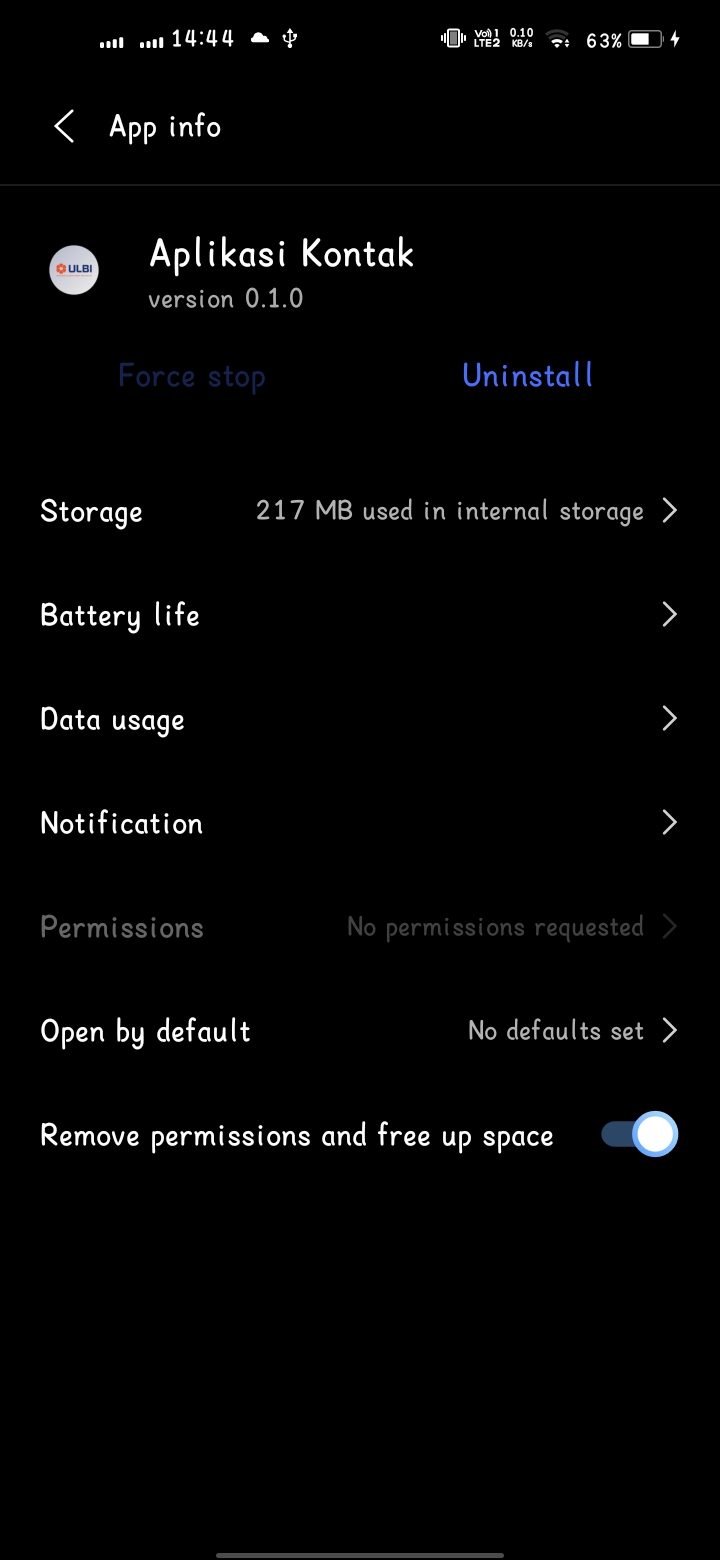 14:44
Vo) 1 LTE2 0.10 KB/s 63%
App info
ULBI
Aplikasi Kontak
version 0.1.0
Force stop Uninstall
Storage 217 MB used in internal storage
Battery life
Data usage
Notification
Permissions No permissions requested
Open by default No defaults set
Remove permissions and free up space